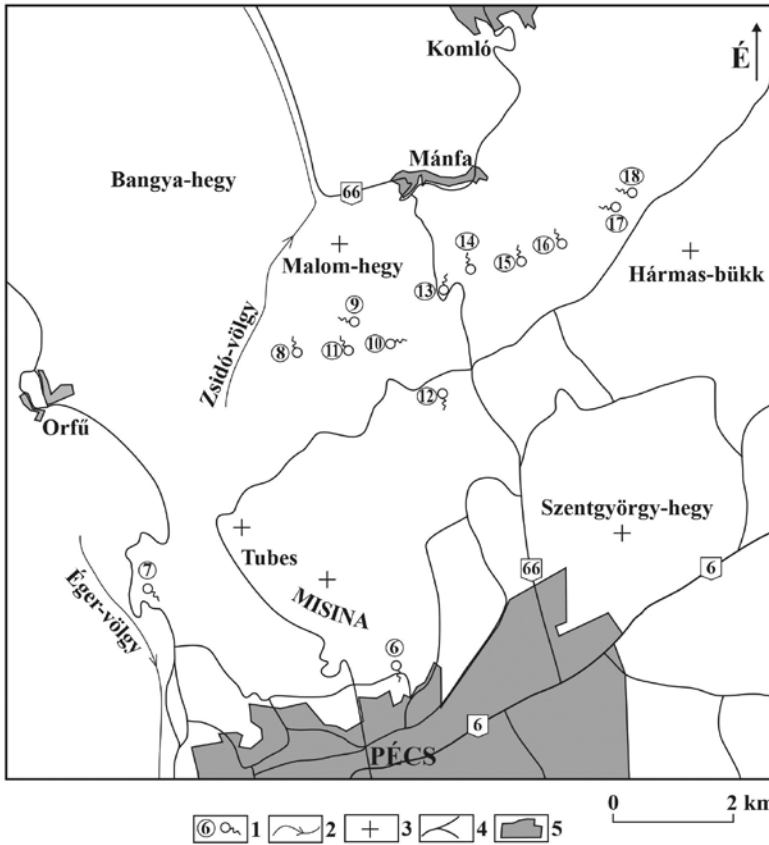 Komló
É
Mánfa
Bangya-hegy
66
18
17
14
16
15
Malom-hegy
Hármas-bükk
13
9
Zsidó-völgy
8
11
10
12
Orfű
Szentgyörgy-hegy
Tubes
66
6
7
MISINA
Éger-völgy
6
6
PÉCS
0 2 km
6 1 2 3 4 5